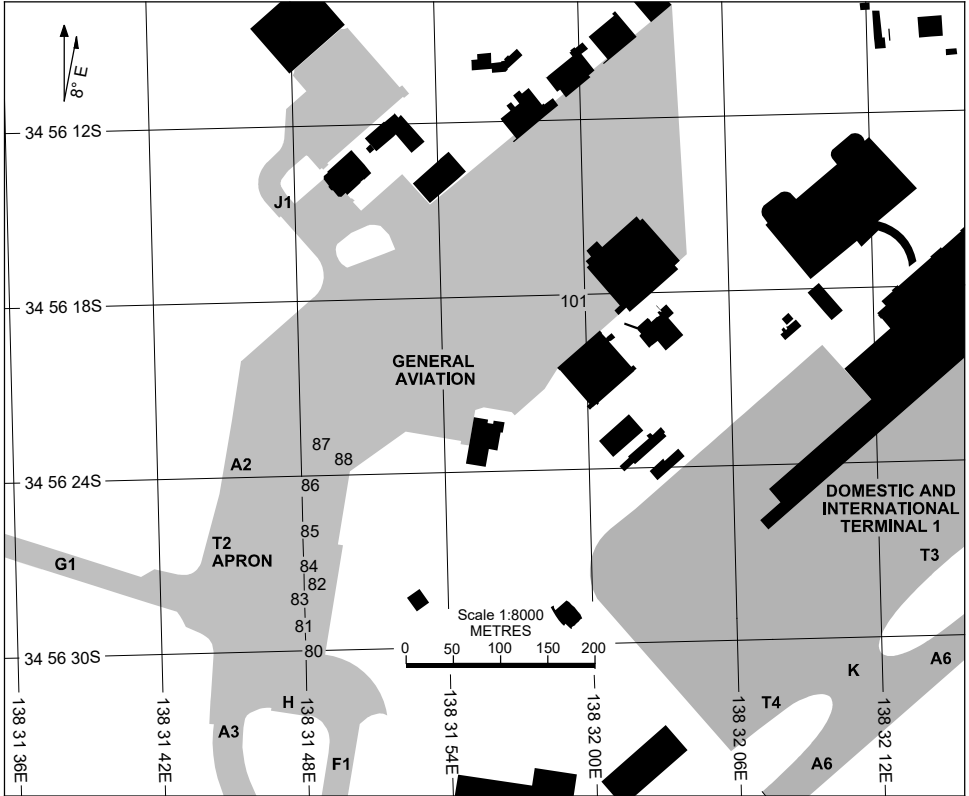 8° E
34 56 12S
J1
34 56 18S
101
GENERAL
AVIATION
87
88
A2
34 56 24S
86
DOMESTIC AND
INTERNATIONAL
TERMINAL 1
85
T2
APRON
T3
G1
84
82
83
Scale 1:8000
METRES
81
0 50 100 150 200
80
34 56 30S
A6
K
H
T4
A3
F1
A6
138 31 36E
138 31 42E
138 31 48E
138 31 54E
138 32 00E
138 32 06E
138 32 12E